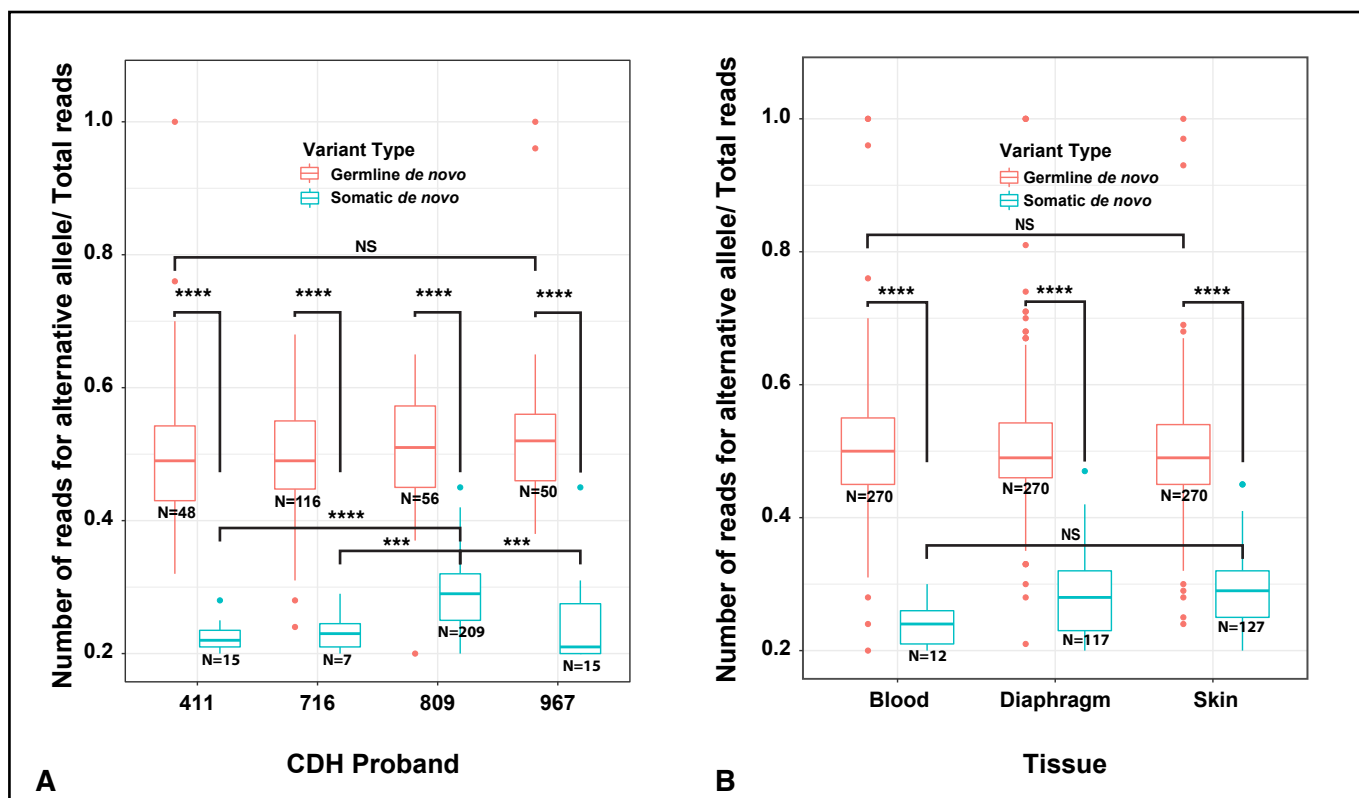 Number of reads for alternative allele/ Total reads
1.0
0.8
0.6
0.4
0.2
Variant Type
Germline de novo
Somatic de novo
NS
**** **** **** ****
N=48 N=116 N=56 N=50
****
*** ***
N=15 N=7 N=209 N=15
411 716 809 967
CDH Proband
A
Number of reads for alternative allele/ Total reads
1.0
0.8
0.6
0.4
0.2
Variant Type
Germline de novo
Somatic de novo
NS
**** **** ****
N=270 N=270 N=270
NS
N=12 N=117 N=127
Blood Diaphragm Skin
Tissue
B